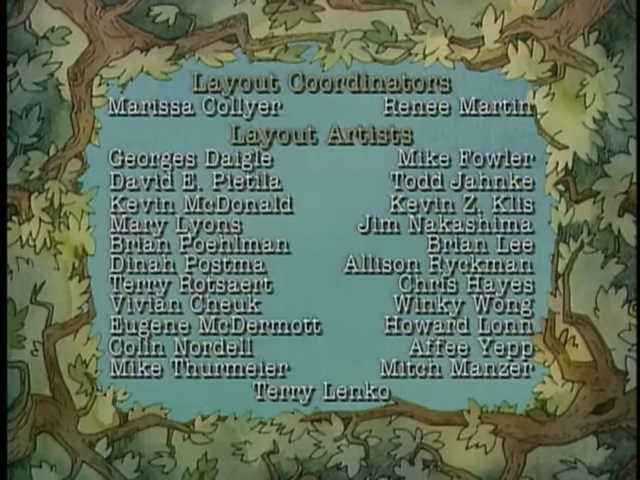 Layout Coordinators
Marissa Collyer Renee Martin
Layout Artists
Georges Daigle Mike Fowler
David E. Pietila Todd Jahnke
Kevin McDonald Kevin Z. Klis
Mary Lyons Jim Nakashima
Brian Poehlman Brian Lee
Dinah Postma Allison Ryckman
Terry Rotsaert Chris Hayes
Vivian Cheuk Winky Wong
Eugene McDermott Howard Lonn
Colin Nordell Affee Yepp
Mike Thurmeier Mitch Manzer
Terry Lenko